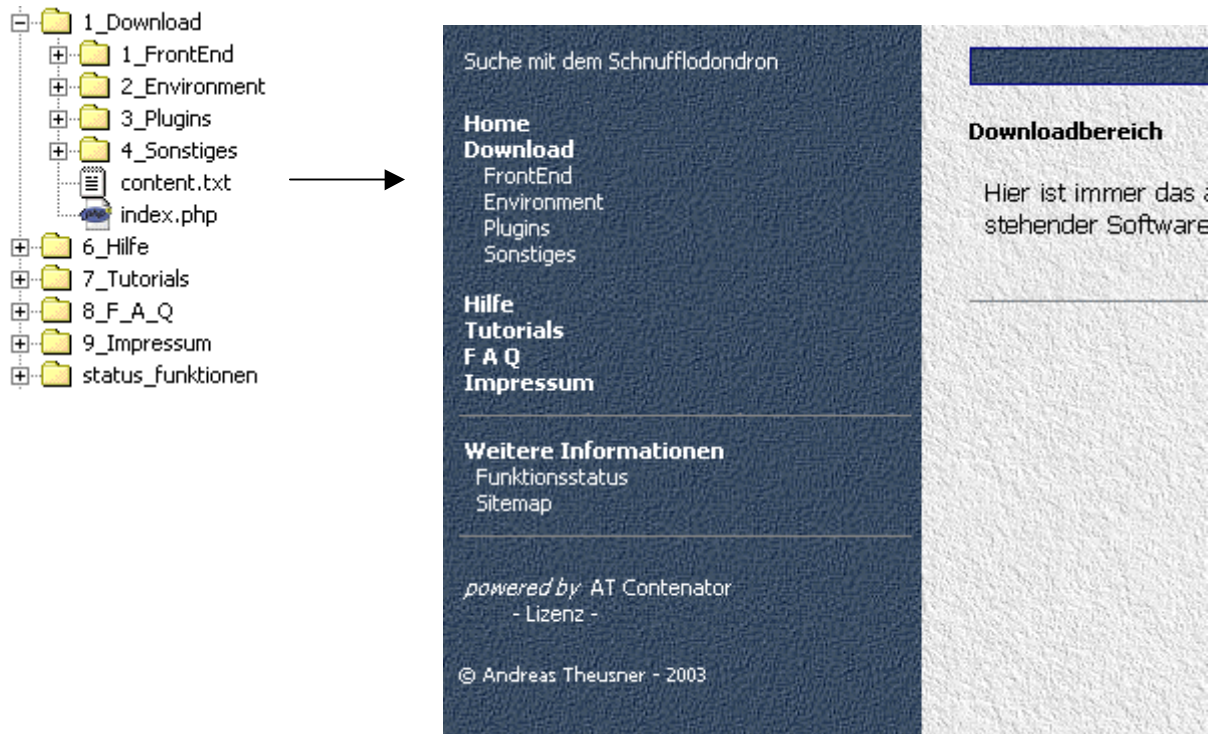 1_Download
1_FrontEnd
2_Environment
3_Plugins
4_Sonstiges
content.txt
index.php
6_Hilfe
7_Tutorials
8_F_A_Q
9_Impressum
status_funktionen
Suche mit dem Schnufflodondron
Home
Download
FrontEnd
Environment
Plugins
Sonstiges
Hilfe
Tutorials
F A Q
Impressum
Weitere Informationen
Funktionsstatus
Sitemap
powered by AT Contenator
- Lizenz -
© Andreas Theusner - 2003
Downloadbereich
Hier ist immer das
stehender Software